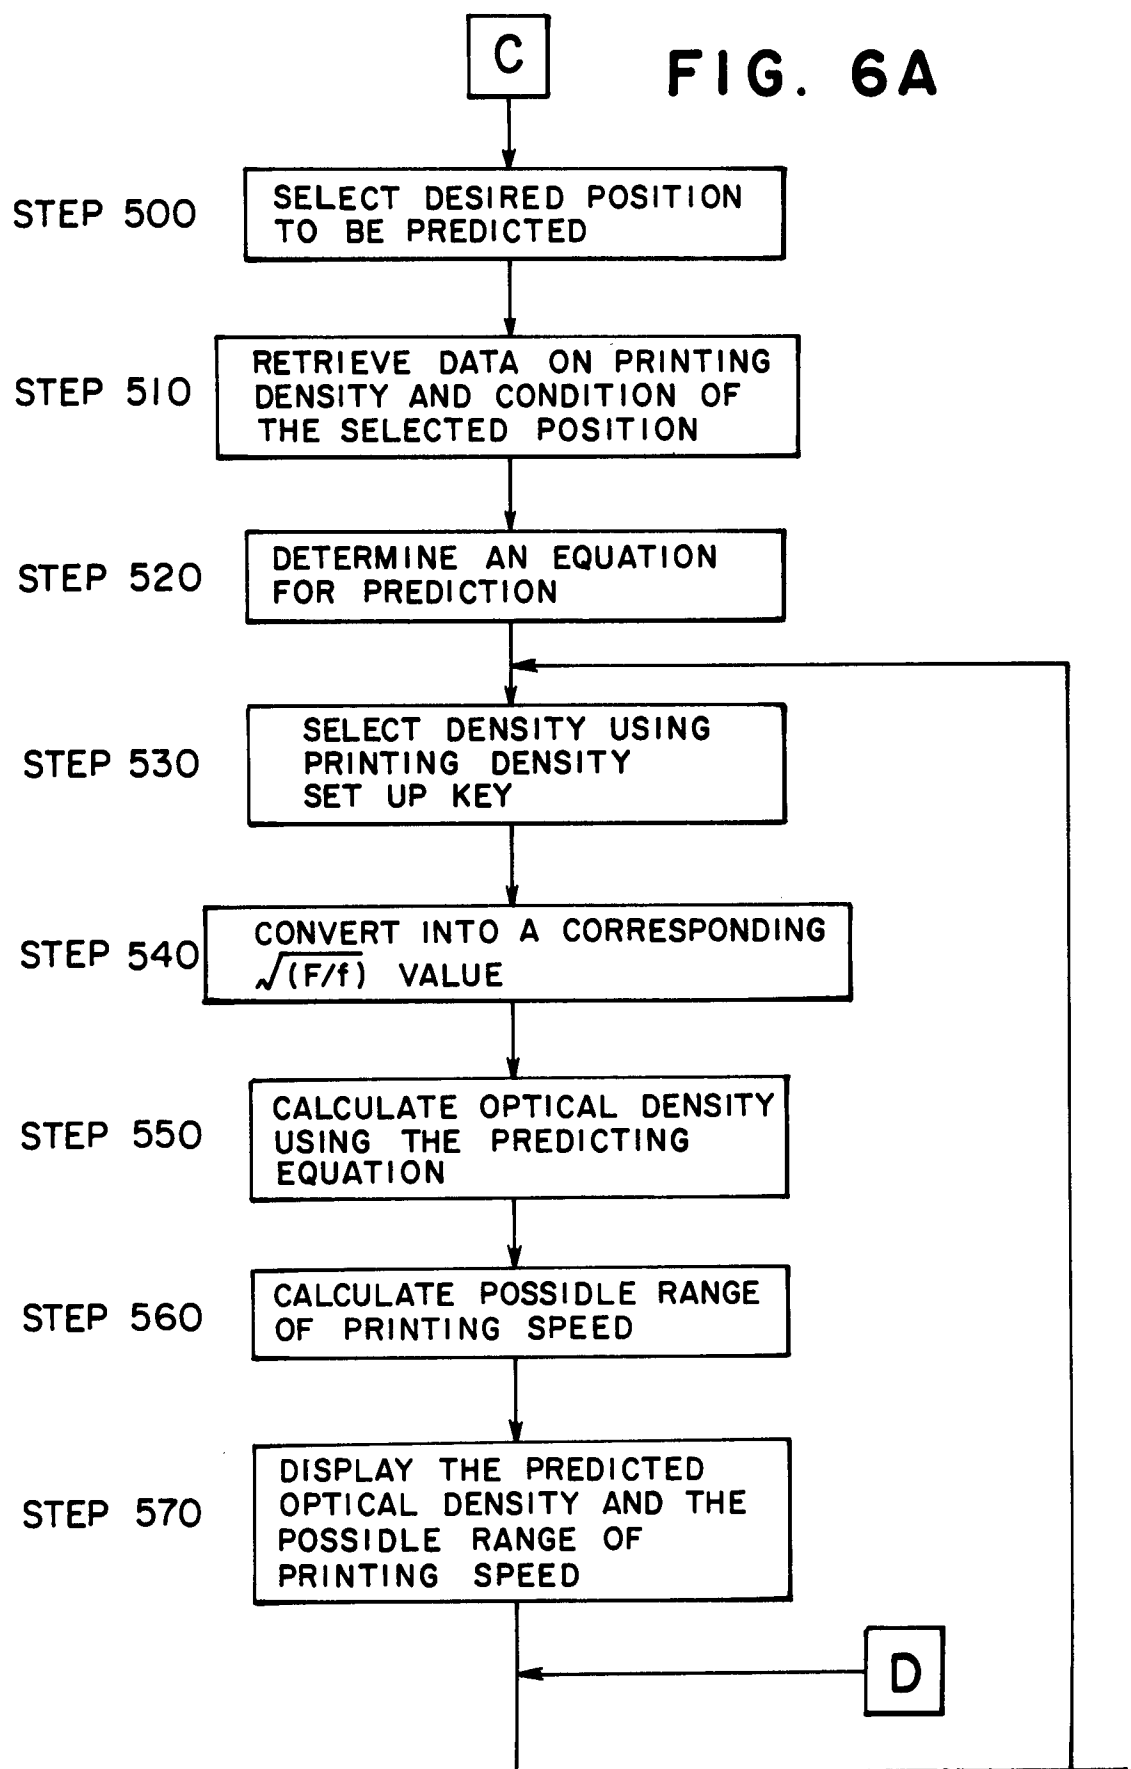 C
FIG. 6A
STEP 500
SELECT DESIRED POSITION
TO BE PREDICTED
STEP 510
RETRIEVE DATA ON PRINTING
DENSITY AND CONDITION OF
THE SELECTED POSITION
STEP 520
DETERMINE AN EQUATION
FOR PREDICTION
STEP 530
SELECT DENSITY USING
PRINTING DENSITY
SET UP KEY
STEP 540
CONVERT INTO A CORRESPONDING
√(F/f) VALUE
STEP 550
CALCULATE OPTICAL DENSITY
USING THE PREDICTING
EQUATION
STEP 560
CALCULATE POSSIDLE RANGE
OF PRINTING SPEED
STEP 570
DISPLAY THE PREDICTED
OPTICAL DENSITY AND THE
POSSIDLE RANGE OF
PRINTING SPEED
D